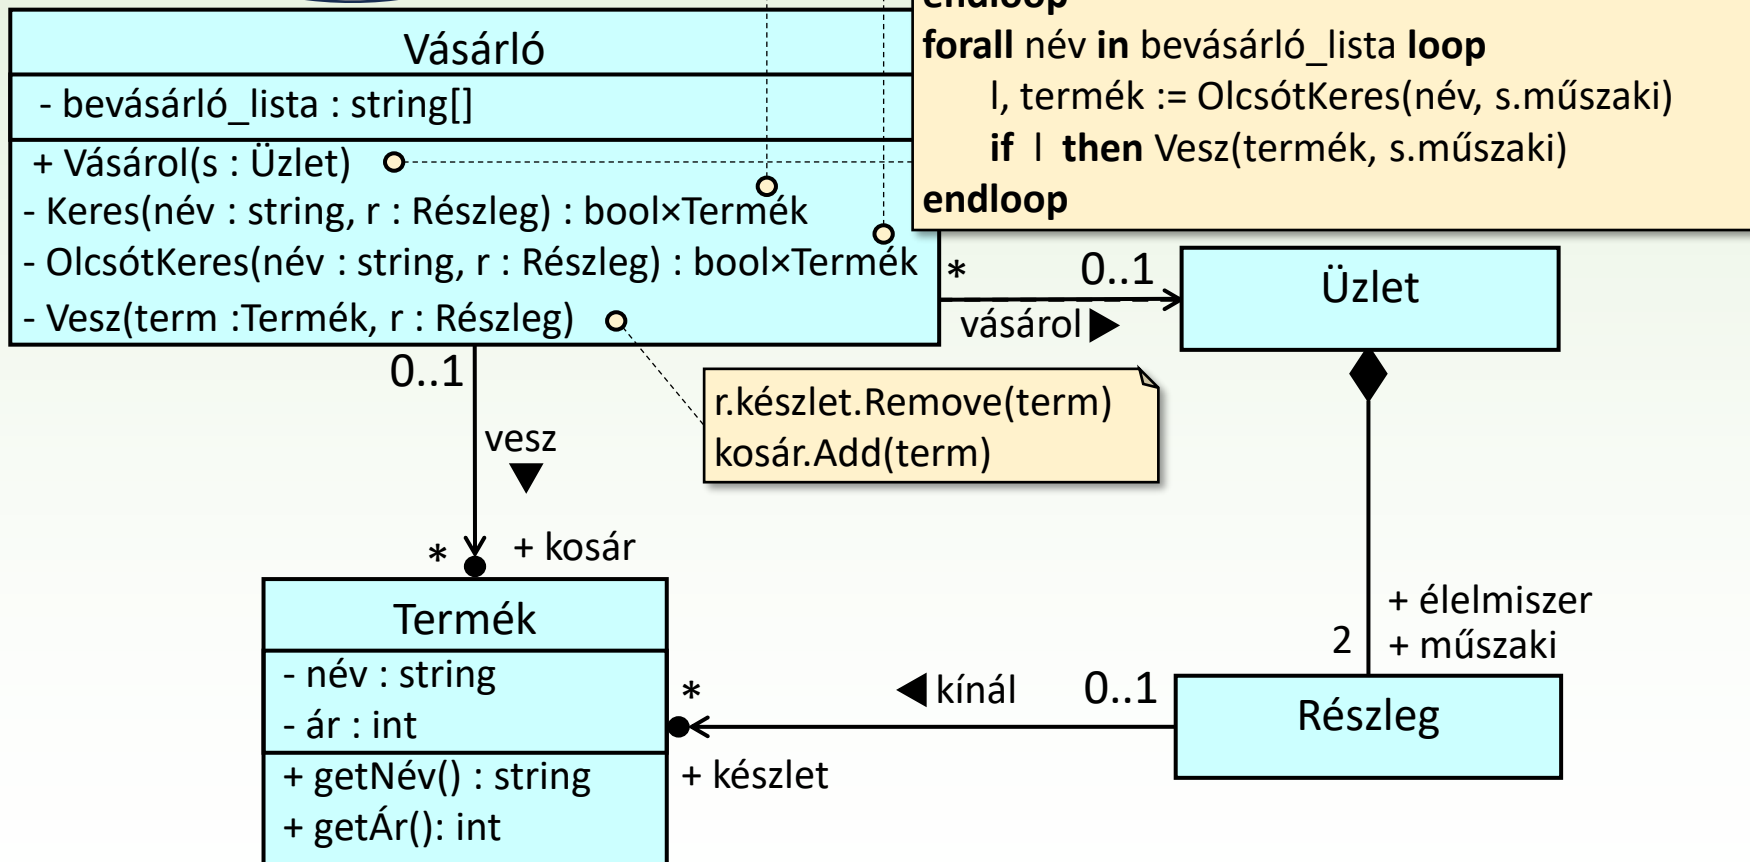 Vásárló
- bevásárló_lista : string[]
+ Vásárol(s : Üzlet)
- Keres(név : string, r : Részleg) : bool×Termék
- OlcsótKeres(név : string, r : Részleg) : bool×Termék
- Vesz(term :Termék, r : Részleg)
endloop
forall név in bevásárló_lista loop
l, termék := OlcsótKeres(név, s.műszaki)
if l then Vesz(termék, s.műszaki)
endloop
* 0..1
vásárol
Üzlet
0..1
vesz
r.készlet.Remove(term)
kosár.Add(term)
* + kosár
Termék
- név : string
- ár : int
+ getNév() : string
+ getÁr(): int
+ élelmiszer
2 + műszaki
* kínál 0..1
+ készlet
Részleg